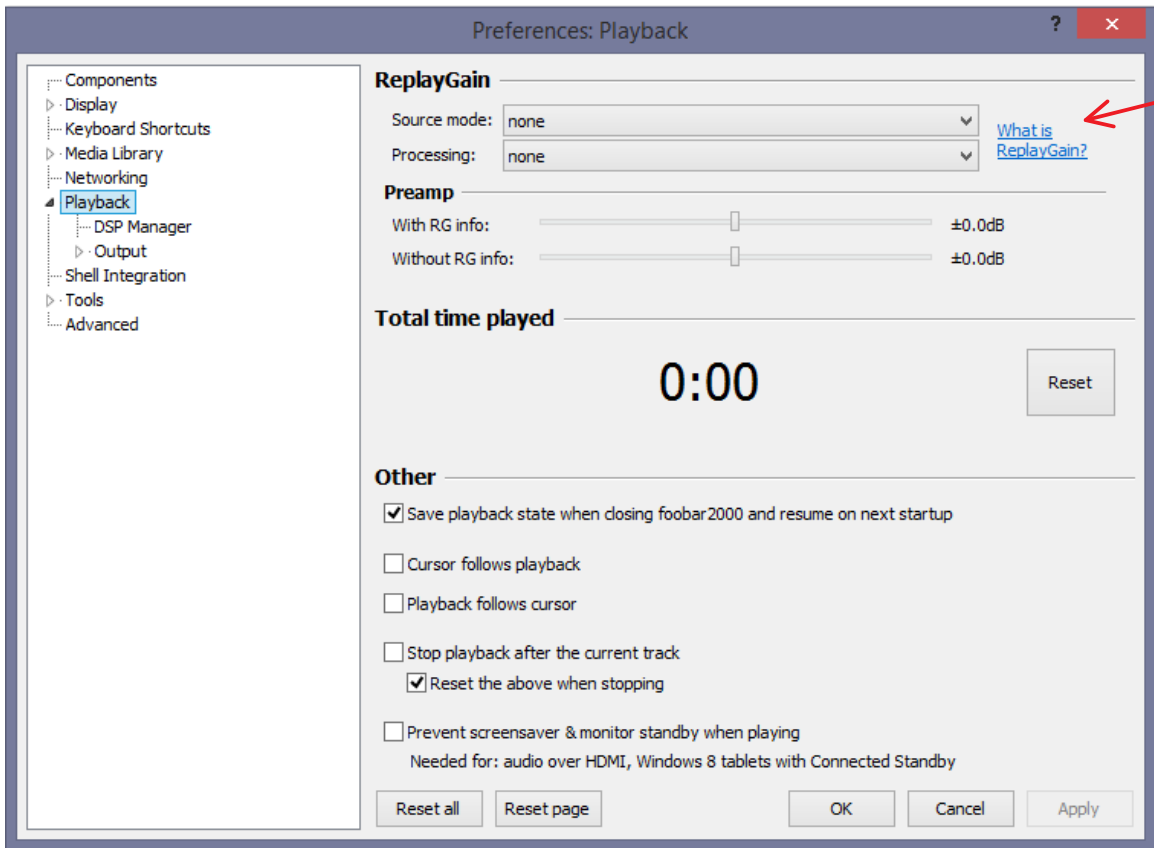 Preferences: Playback
?
Components
Display
Keyboard Shortcuts
Media Library
Networking
Playback
DSP Manager
Output
Shell Integration
Tools
Advanced
ReplayGain
Source mode: none
Processing: none
What is
ReplayGain?
Preamp
With RG info: ±0.0dB
Without RG info: ±0.0dB
Total time played
0:00
Reset
Other
Save playback state when closing foobar2000 and resume on next startup
Cursor follows playback
Playback follows cursor
Stop playback after the current track
Reset the above when stopping
Prevent screensaver & monitor standby when playing
Needed for: audio over HDMI, Windows 8 tablets with Connected Standby
Reset all Reset page OK Cancel Apply